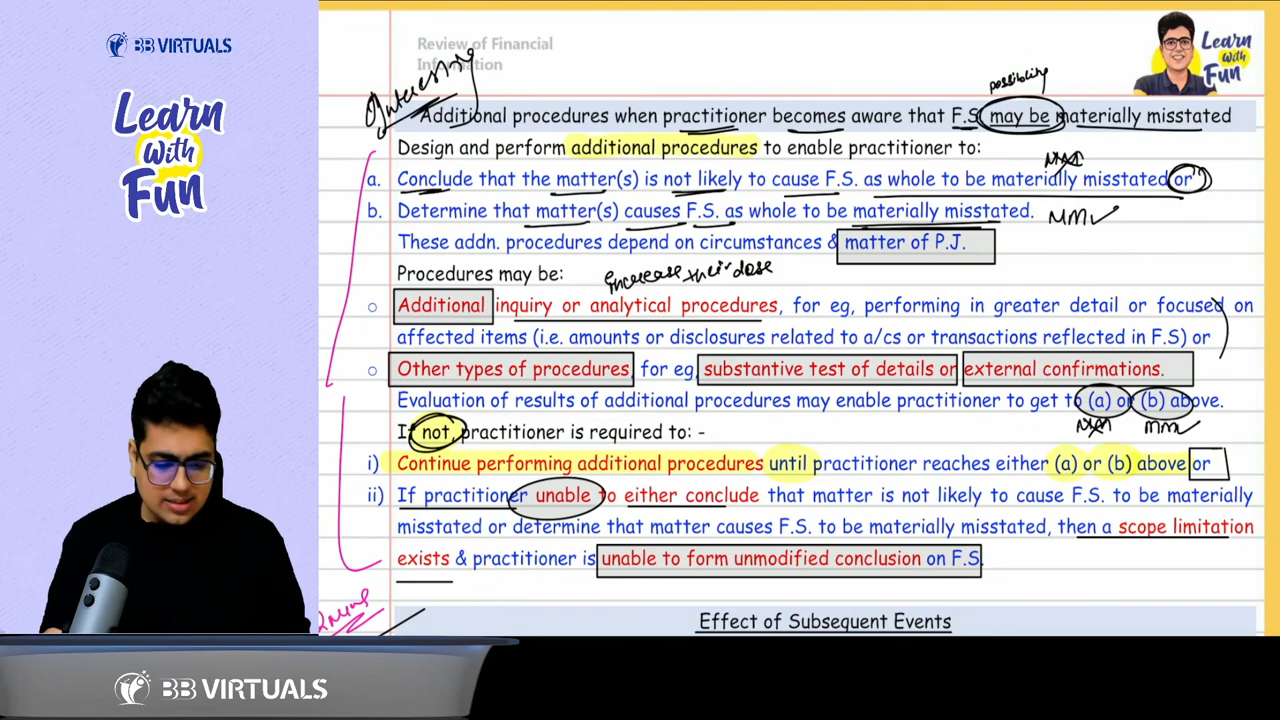 BB VIRTUALS
Learn
With
Fun
Review of Financial
Information
Learn
With
Fun
Interesting
possibility
Additional procedures when practitioner becomes aware that F.S may be materially misstated
Design and perform additional procedures to enable practitioner to:
a. Conclude that the matter(s) is not likely to cause F.S. as whole to be materially misstated or
b. Determine that matter(s) causes F.S. as whole to be materially misstated.
MM
These addn. procedures depend on circumstances & matter of P.J.
Procedures may be:
increase their dose
o Additional inquiry or analytical procedures, for eg, performing in greater detail or focused on
affected items (i.e. amounts or disclosures related to a/cs or transactions reflected in F.S) or
o Other types of procedures, for eg, substantive test of details or external confirmations.
Evaluation of results of additional procedures may enable practitioner to get to (a) or (b) above.
MM
If not, practitioner is required to: -
i) Continue performing additional procedures until practitioner reaches either (a) or (b) above or
ii) If practitioner unable to either conclude that matter is not likely to cause F.S. to be materially
misstated or determine that matter causes F.S. to be materially misstated, then a scope limitation
exists & practitioner is unable to form unmodified conclusion on F.S.
Effect of Subsequent Events
BB VIRTUALS